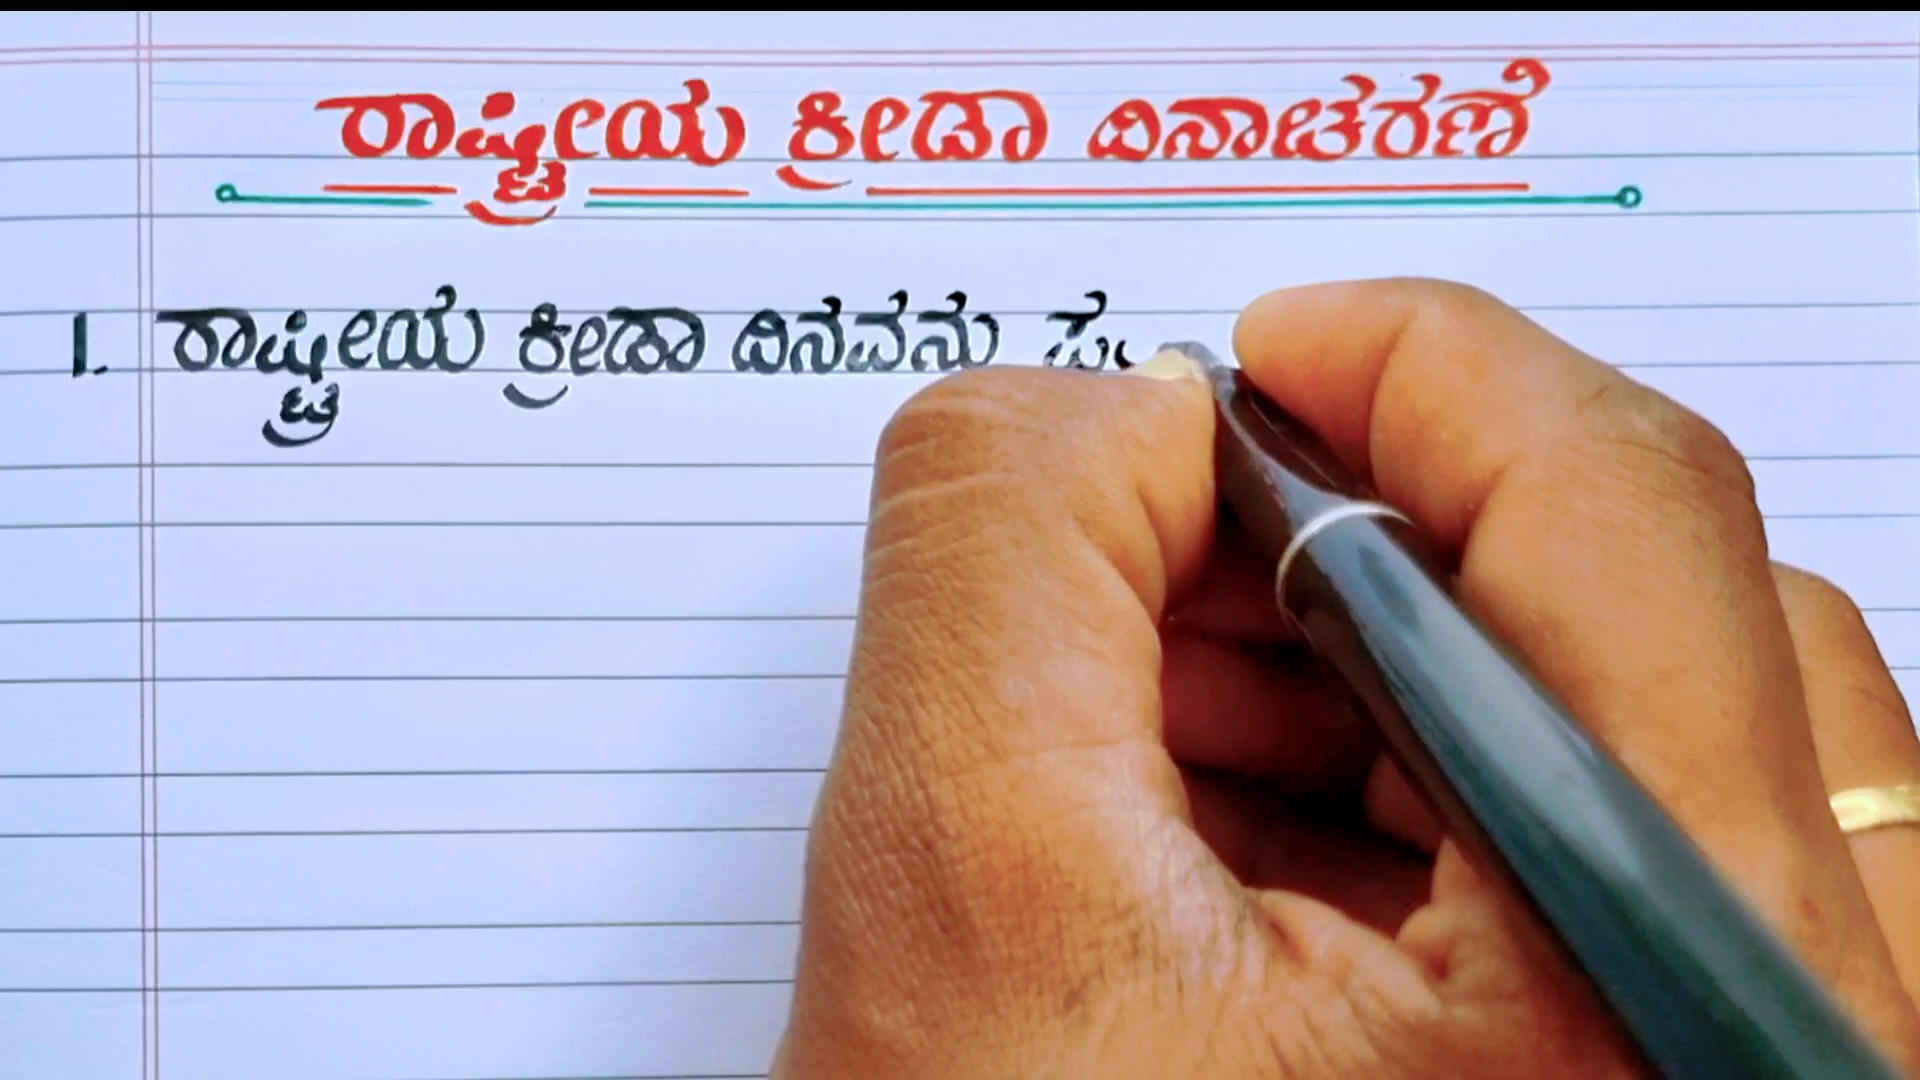 ರಾಷ್ಟ್ರೀಯ ಕ್ರೀಡಾ ದಿನಾಚರಣೆ
1. ರಾಷ್ಟ್ರೀಯ ಕ್ರೀಡಾ ದಿನವನು